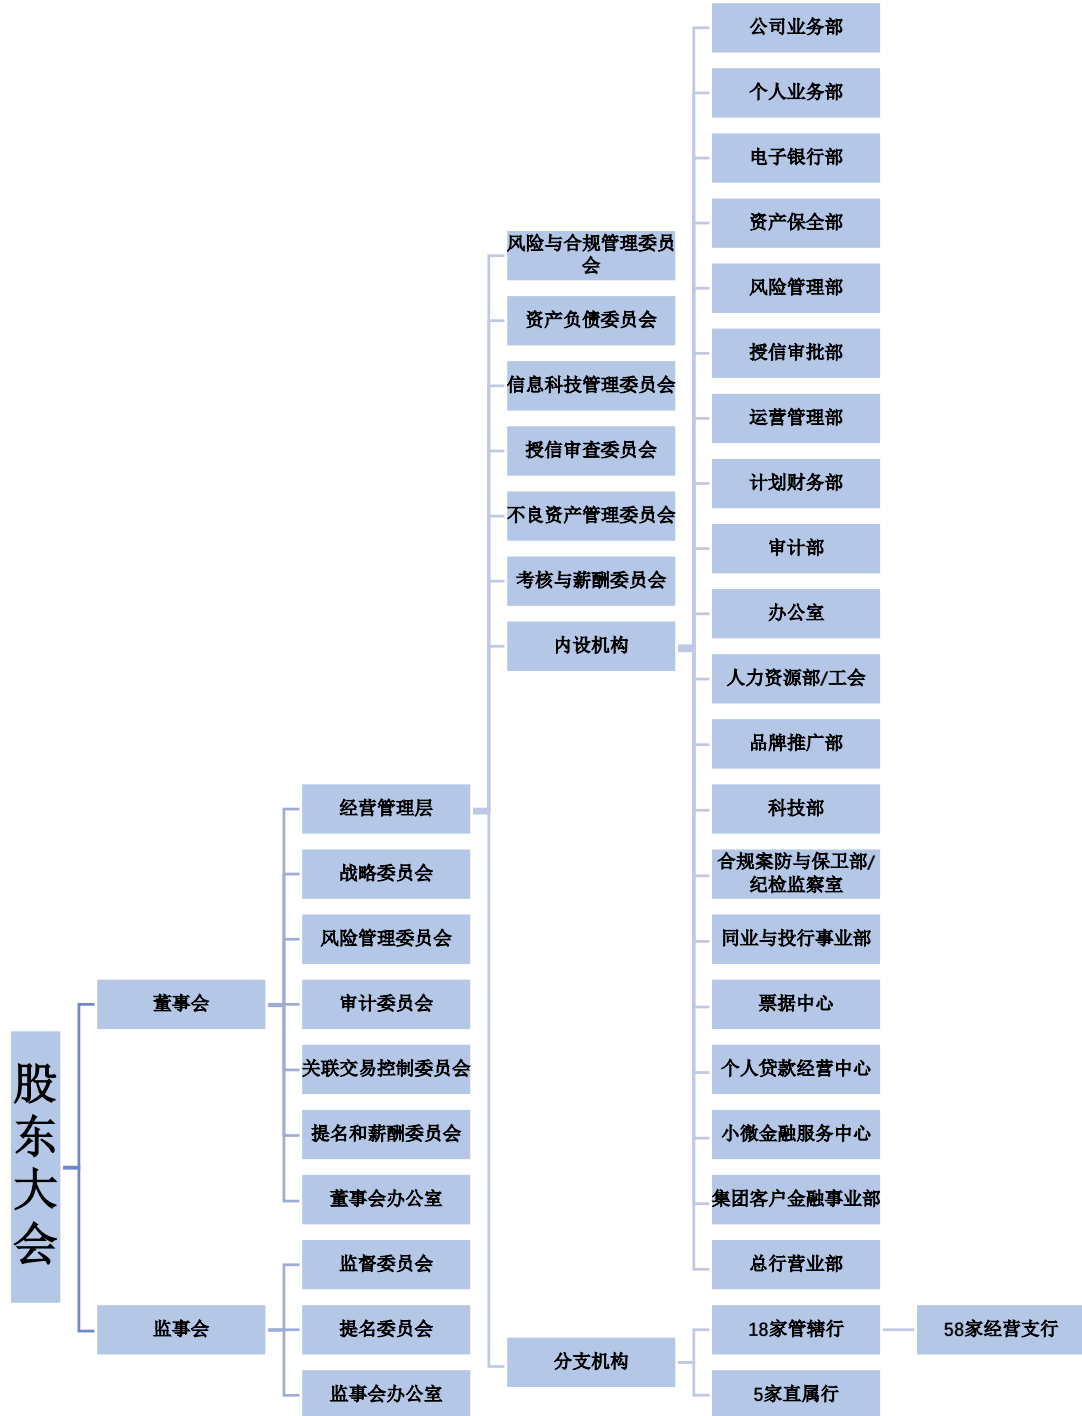 股东大会
董事会
监事会
经营管理层
战略委员会
风险管理委员会
审计委员会
关联交易控制委员会
提名和薪酬委员会
董事会办公室
监督委员会
提名委员会
监事会办公室
风险与合规管理委员
会
资产负债委员会
信息科技管理委员会
授信审查委员会
不良资产管理委员会
考核与薪酬委员会
内设机构
分支机构
公司业务部
个人业务部
电子银行部
资产保全部
风险管理部
授信审批部
运营管理部
计划财务部
审计部
办公室
人力资源部/工会
品牌推广部
科技部
合规案防与保卫部/
纪检监察室
同业与投行事业部
票据中心
个人贷款经营中心
小微金融服务中心
集团客户金融事业部
总行营业部
18家管辖行
5家直属行
58家经营支行